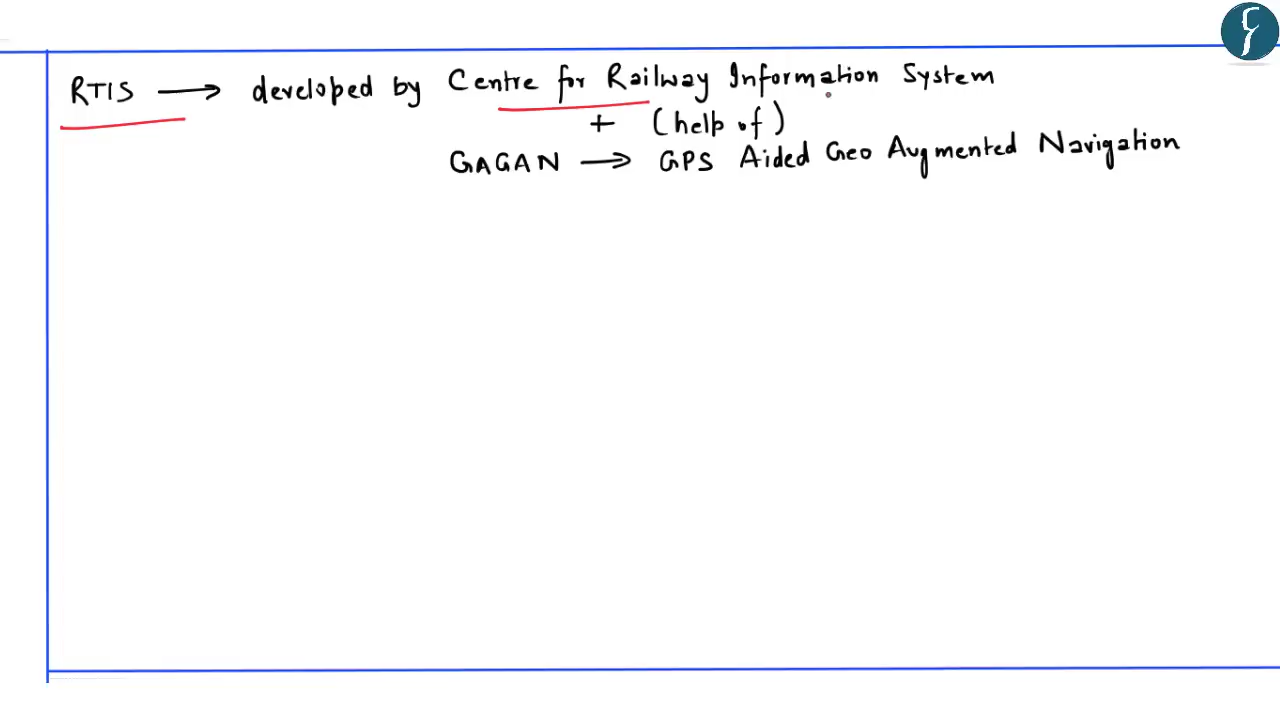 RTIS → developed by Centre for Railway Information System
+ (help of)
GAGAN → GPS Aided Geo Augmented Navigation